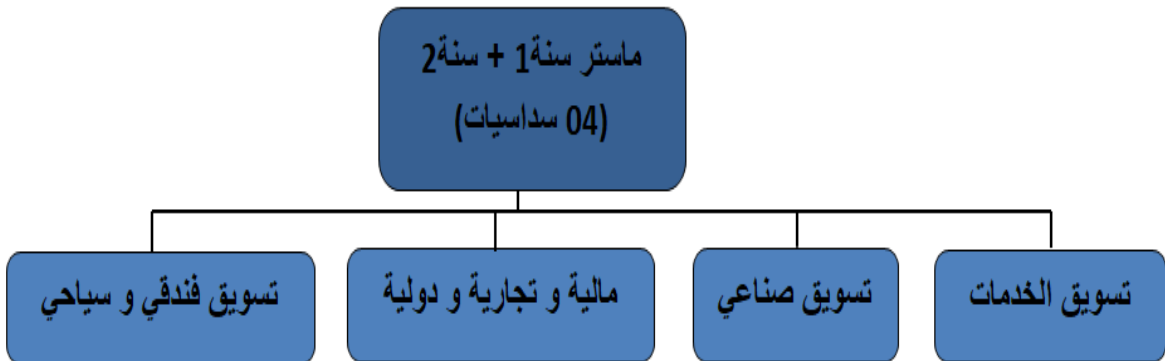 ماستر سنة1 + سنة2
(04 سداسيات)
تسويق الخدمات
تسويق صناعي
مالية و تجارية و دولية
تسويق فندقي و سياحي